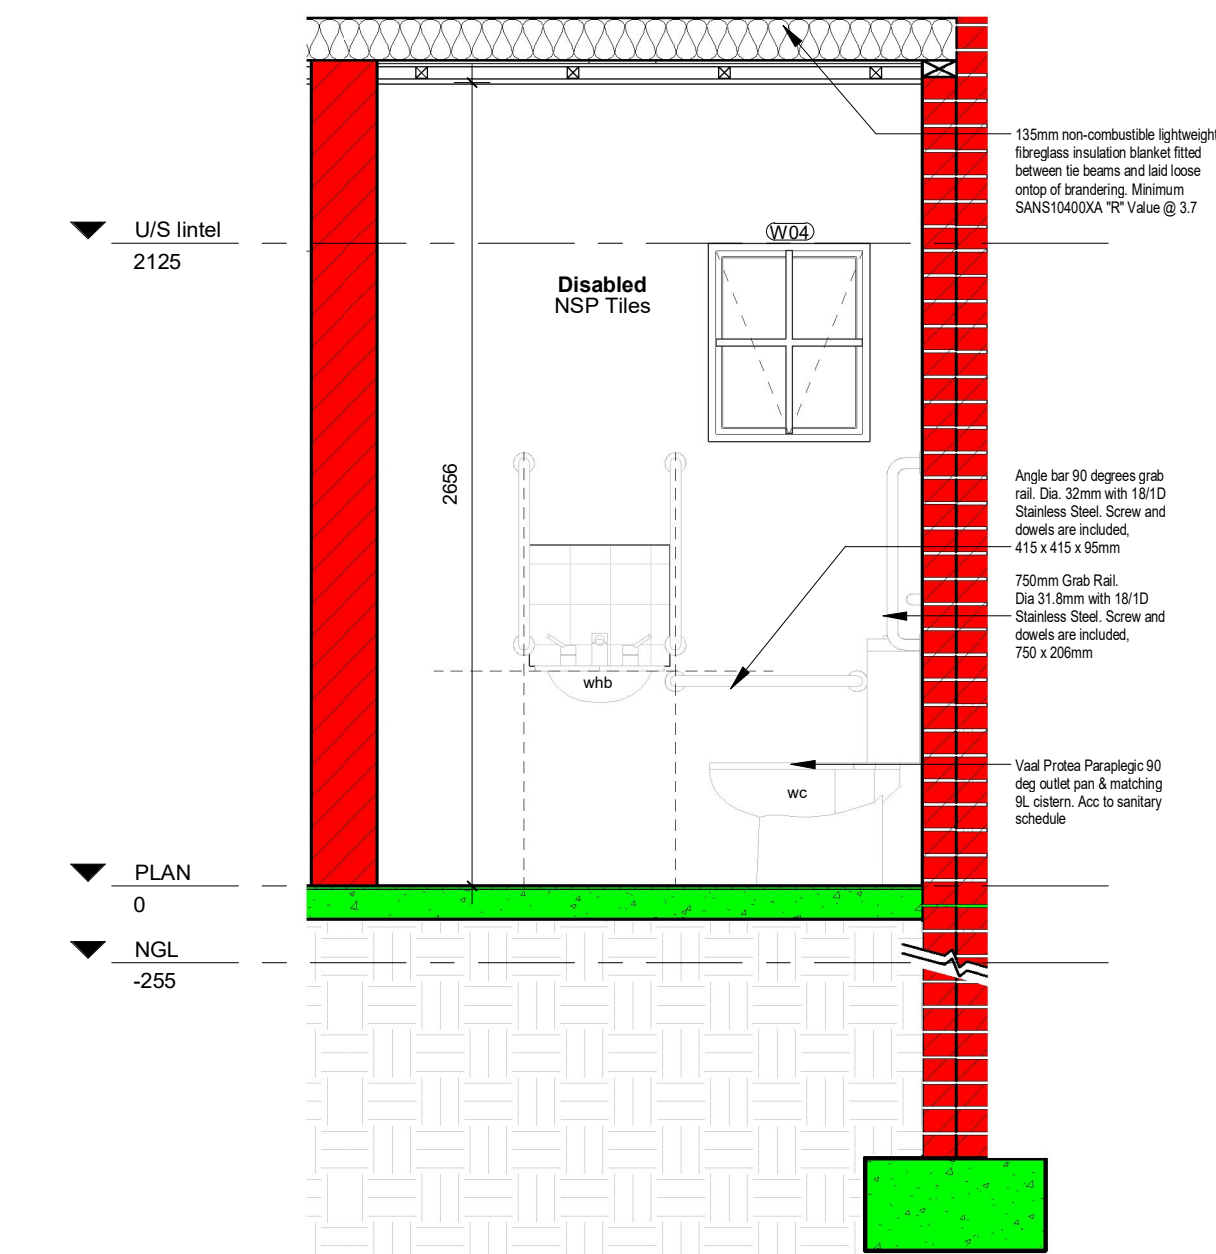 135mm non-combustible lightweight
fibreglass insulation blanket fitted
between tie beams and laid loose
ontop of brandering. Minimum
SANS10400XA "R" Value @ 3.7
U/S lintel
2125
W04
Disabled
NSP Tiles
2656
Angle bar 90 degrees grab
rail. Dia. 32mm with 18/1D
Stainless Steel. Screw and
dowels are included,
415 x 415 x 95mm
750mm Grab Rail.
Dia 31.8mm with 18/1D
Stainless Steel. Screw and
dowels are included,
750 x 206mm
whb
Vaal Protea Paraplegic 90
deg outlet pan & matching
9L cistern. Acc to sanitary
schedule
wc
PLAN
0
NGL
-255